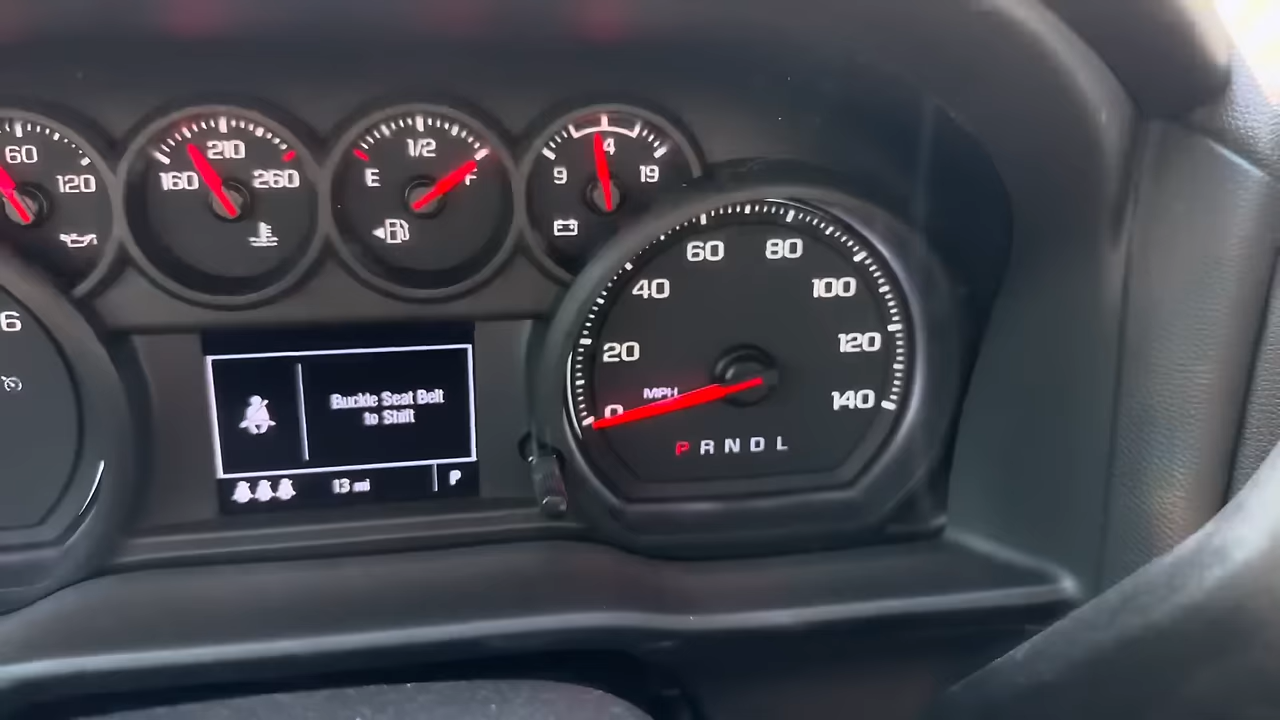 60
120
210
160 260
1/2
E F
4
9 19
6
60 80
40 100
20 120
MPH
0 140
P R N D L
Buckle Seat Belt
to Shift
13 mi P